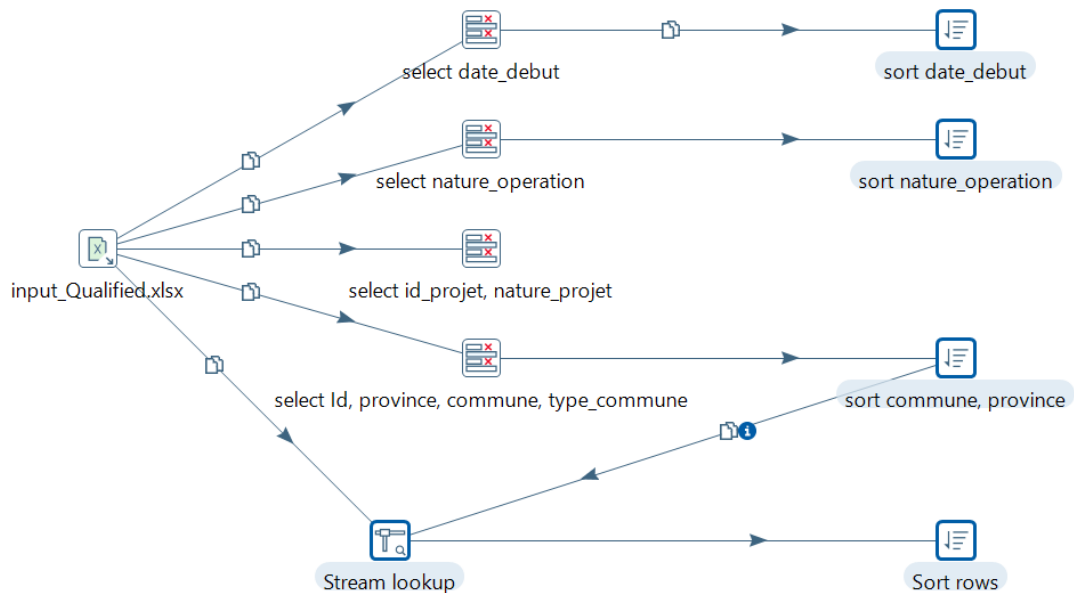 select date_debut
sort date_debut
select nature_operation
sort nature_operation
input_Qualified.xlsx
select id_projet, nature_projet
select Id, province, commune, type_commune
sort commune, province
Stream lookup
Sort rows